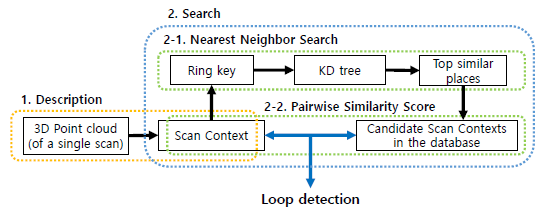 2. Search
2-1. Nearest Neighbor Search
Ring key
KD tree
Top similar
places
1. Description
2-2. Pairwise Similarity Score
3D Point cloud
(of a single scan)
Scan Context
Candidate Scan Contexts
in the database
Loop detection